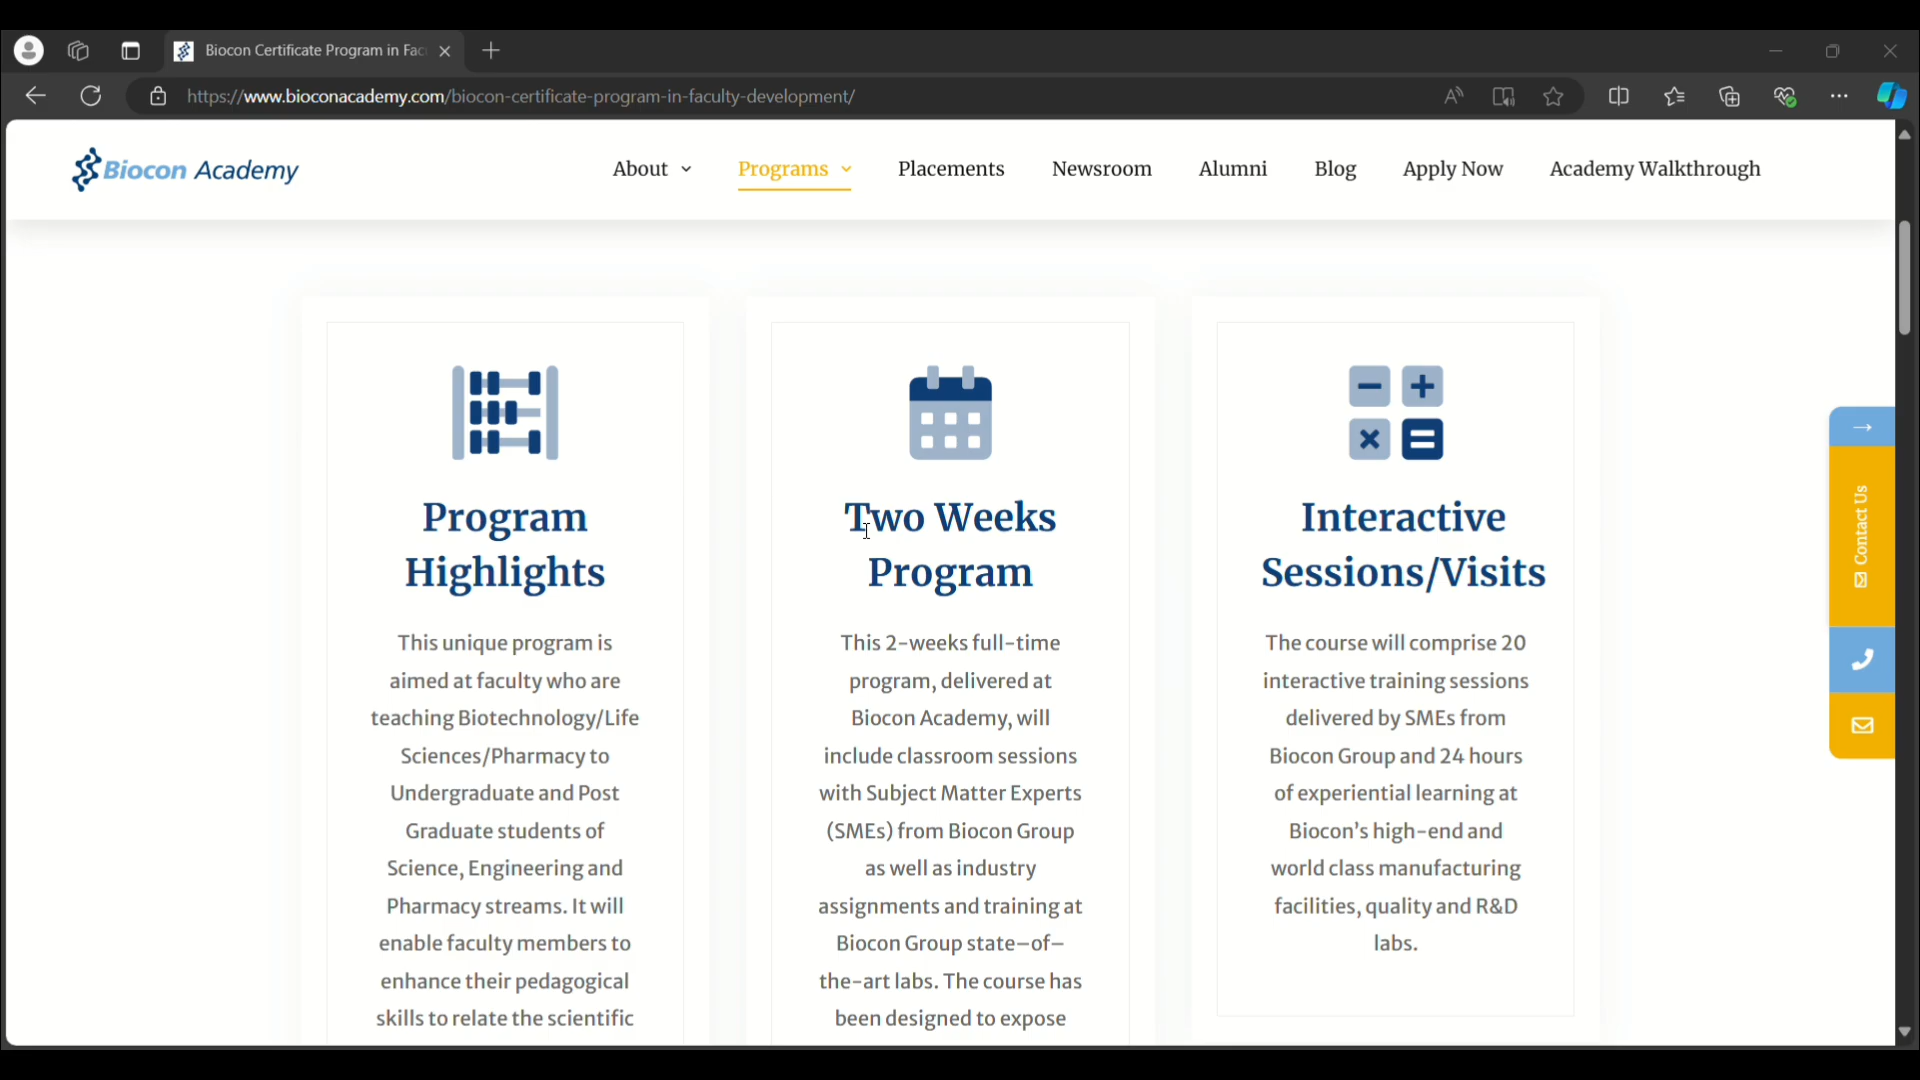 Biocon Certificate Program in Fac
https://www.bioconacademy.com/biocon-certificate-program-in-faculty-development/
Biocon Academy
About
Programs
Placements
Newsroom
Alumni
Blog
Apply Now
Academy Walkthrough
Program
Highlights
This unique program is
aimed at faculty who are
teaching Biotechnology/Life
Sciences/Pharmacy to
Undergraduate and Post
Graduate students of
Science, Engineering and
Pharmacy streams. It will
enable faculty members to
enhance their pedagogical
skills to relate the scientific
Two Weeks
Program
This 2-weeks full-time
program, delivered at
Biocon Academy, will
include classroom sessions
with Subject Matter Experts
(SMEs) from Biocon Group
as well as industry
assignments and training at
Biocon Group state–of–
the-art labs. The course has
been designed to expose
Interactive
Sessions/Visits
The course will comprise 20
interactive training sessions
delivered by SMEs from
Biocon Group and 24 hours
of experiential learning at
Biocon’s high-end and
world class manufacturing
facilities, quality and R&D
labs.
Contact Us